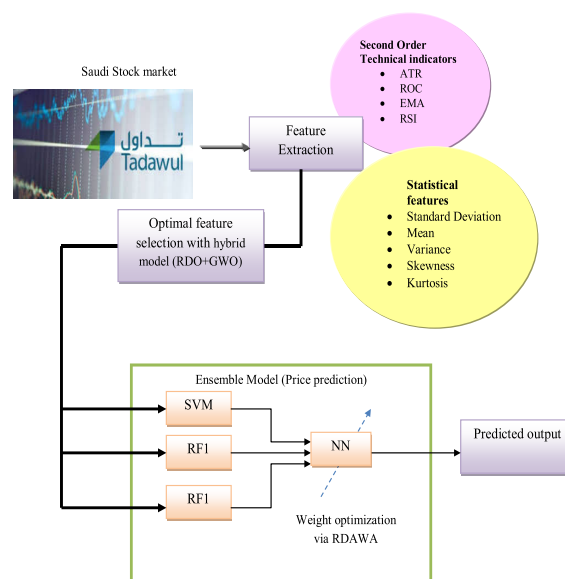 Saudi Stock market
تداول
Tadawul
Feature
Extraction
Second Order
Technical indicators
• ATR
• ROC
• EMA
• RSI
Statistical
features
• Standard Deviation
• Mean
• Variance
• Skewness
• Kurtosis
Optimal feature
selection with hybrid
model (RDO+GWO)
Ensemble Model (Price prediction)
SVM
RF1
RF1
NN
Weight optimization
via RDAWA
Predicted output